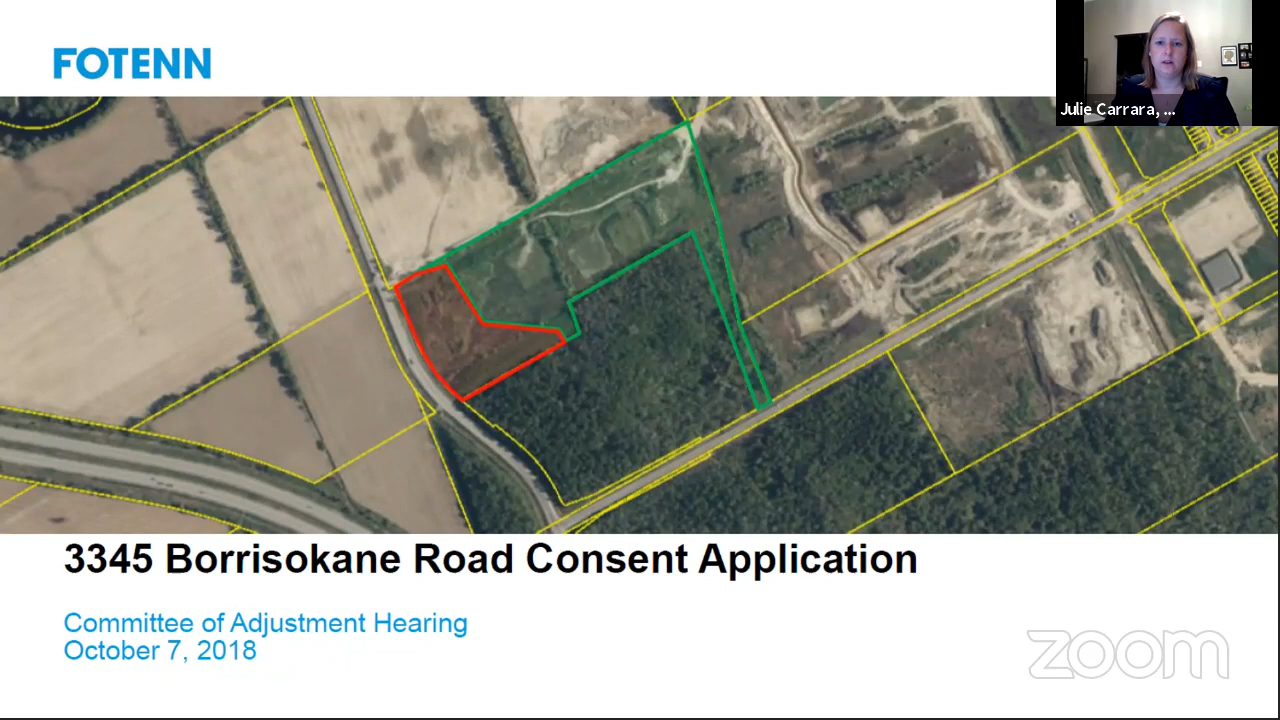 FOTENN
Julie Carrara, ...
3345 Borrisokane Road Consent Application
Committee of Adjustment Hearing
October 7, 2018
zoom